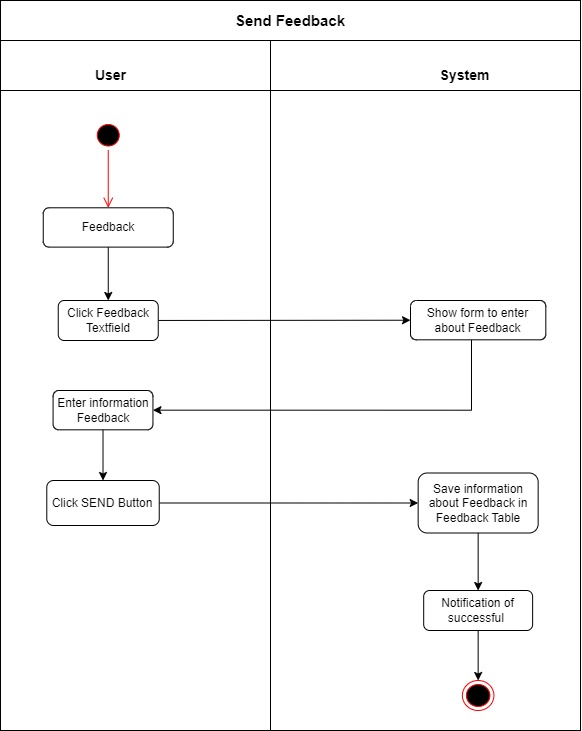 Send Feedback
User
System
Feedback
Click Feedback
Textfield
Show form to enter
about Feedback
Enter information
Feedback
Click SEND Button
Save information
about Feedback in
Feedback Table
Notification of
successful